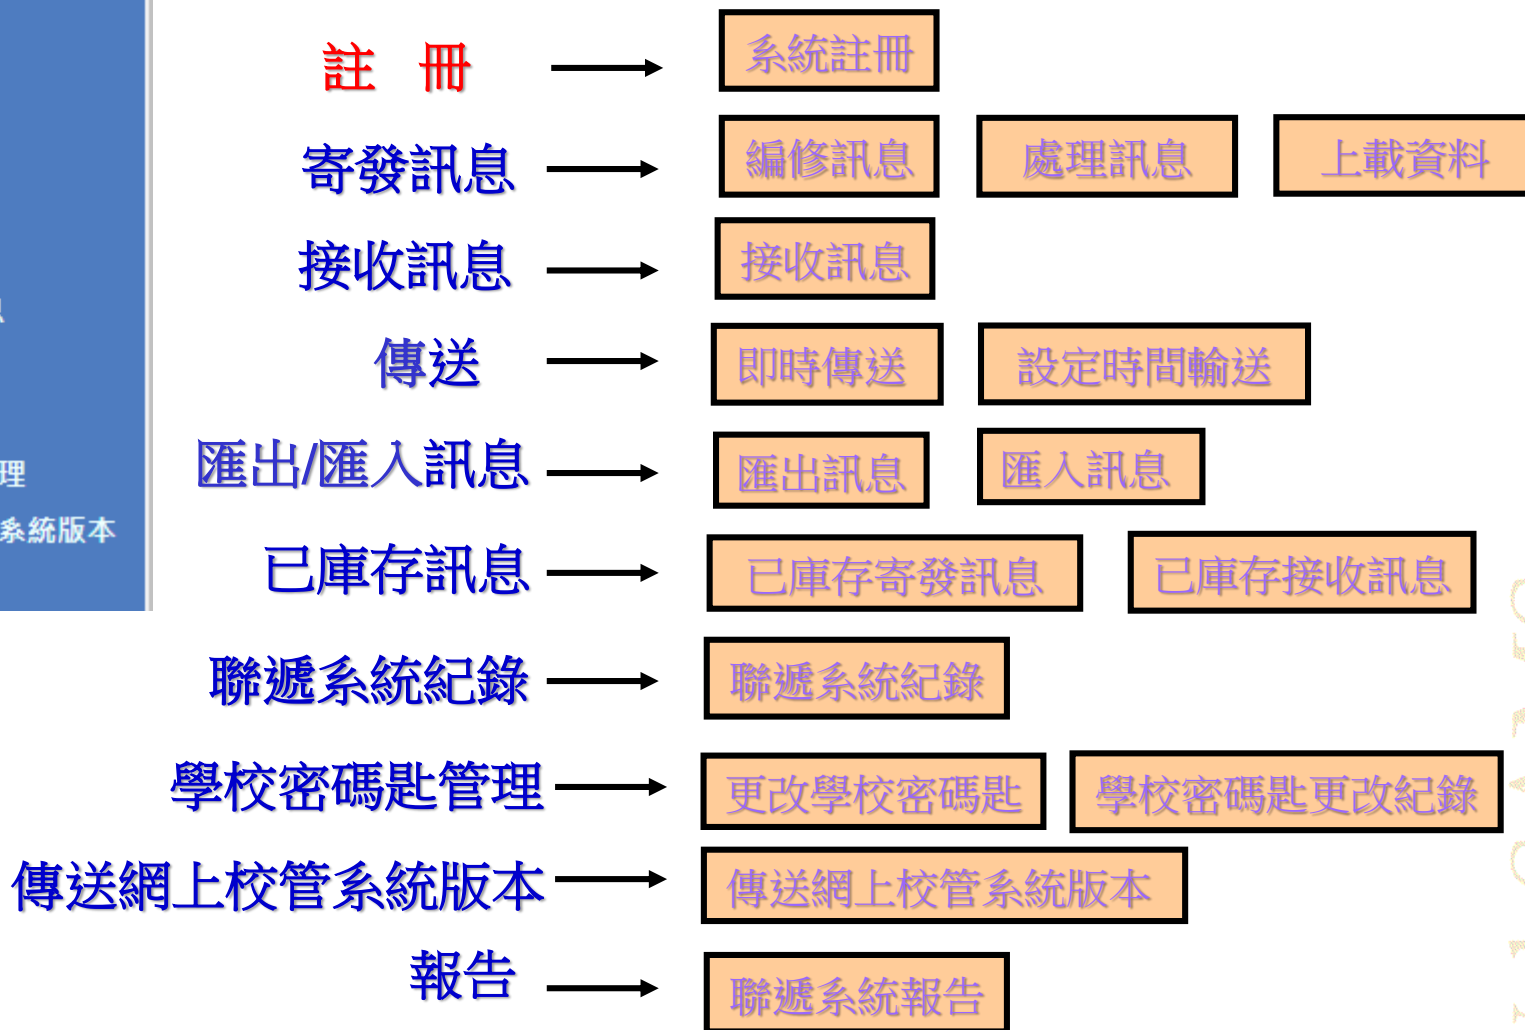 註 冊 系統註冊
寄發訊息 編修訊息 處理訊息 上載資料
接收訊息 接收訊息
傳送 即時傳送 設定時間輸送
匯出/匯入訊息 匯出訊息 匯入訊息
理
系統版本
已庫存訊息 已庫存寄發訊息 已庫存接收訊息
聯遞系統紀錄 聯遞系統紀錄
學校密碼匙管理 更改學校密碼匙 學校密碼匙更改紀錄
傳送網上校管系統版本 傳送網上校管系統版本
報告 聯遞系統報告